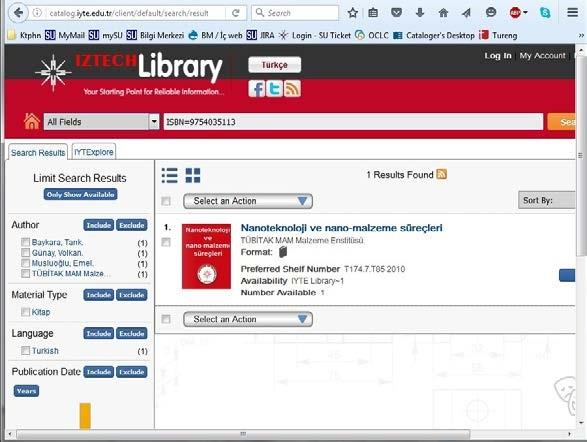 catalog.iyte.edu.tr/client/default/search/result
Search
Ktphn SU MyMail SU mySU SU Bilgi Merkezi BM / İç web SU JIRA Login - SU Ticket OCLC Cataloger's Desktop Tureng
Log In My Account
IZTECH Library
Your Starting Point for Reliable Information...
Türkçe
All Fields ISBN=9754035113 Sea
Search Results IYTExplore
Limit Search Results
Only Show Available
1 Results Found
Select an Action
Sort By:
Author Include Exclude
Baykara, Tarık. (1)
Günay, Volkan. (1)
Musluoğlu, Emel. (1)
TÜBİTAK MAM Malze... (1)
Material Type Include Exclude
Kitap
Language Include Exclude
Turkish (1)
Publication Date Include Exclude
Years
1.
Nanoteknoloji
ve
nano-malzeme
süreçleri
Nanoteknoloji ve nano-malzeme süreçleri
TÜBİTAK MAM Malzeme Enstitüsü
Format:
Preferred Shelf Number T174.7.T85 2010
Availability IYTE Library~1
Number Available 1
Select an Action